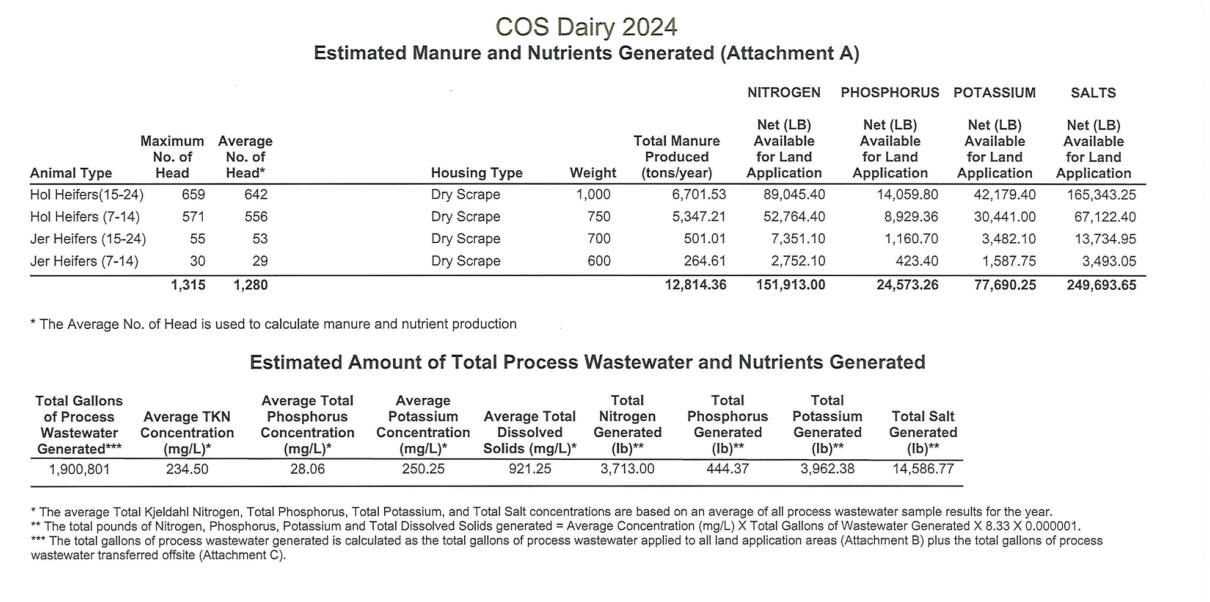 COS Dairy 2024
Estimated Manure and Nutrients Generated (Attachment A)
NITROGEN PHOSPHORUS POTASSIUM SALTS
Net (LB) Net (LB) Net (LB) Net (LB)
Maximum Average Total Manure Available Available Available Available
No. of No. of Produced for Land for Land for Land for Land
Animal Type Head Head* Housing Type Weight (tons/year) Application Application Application Application
Hol Heifers(15-24) 659 642 Dry Scrape 1,000 6,701.53 89,045.40 14,059.80 42,179.40 165,343.25
Hol Heifers (7-14) 571 556 Dry Scrape 750 5,347.21 52,764.40 8,929.36 30,441.00 67,122.40
Jer Heifers (15-24) 55 53 Dry Scrape 700 501.01 7,351.10 1,160.70 3,482.10 13,734.95
Jer Heifers (7-14) 30 29 Dry Scrape 600 264.61 2,752.10 423.40 1,587.75 3,493.05
1,315 1,280 12,814.36 151,913.00 24,573.26 77,690.25 249,693.65
* The Average No. of Head is used to calculate manure and nutrient production
Estimated Amount of Total Process Wastewater and Nutrients Generated
Total Gallons Average Total Average Total Total Total
of Process Average TKN Phosphorus Potassium Average Total Nitrogen Phosphorus Potassium Total Salt
Wastewater Concentration Concentration Concentration Dissolved Generated Generated Generated Generated
Generated*** (mg/L)* (mg/L)* (mg/L)* Solids (mg/L)* (lb)** (lb)** (lb)** (lb)**
1,900,801 234.50 28.06 250.25 921.25 3,713.00 444.37 3,962.38 14,586.77
* The average Total Kjeldahl Nitrogen, Total Phosphorus, Total Potassium, and Total Salt concentrations are based on an average of all process wastewater sample results for the year.
** The total pounds of Nitrogen, Phosphorus, Potassium and Total Dissolved Solids generated = Average Concentration (mg/L) X Total Gallons of Wastewater Generated X 8.33 X 0.000001.
*** The total gallons of process wastewater generated is calculated as the total gallons of process wastewater applied to all land application areas (Attachment B) plus the total gallons of process
wastewater transferred offsite (Attachment C).